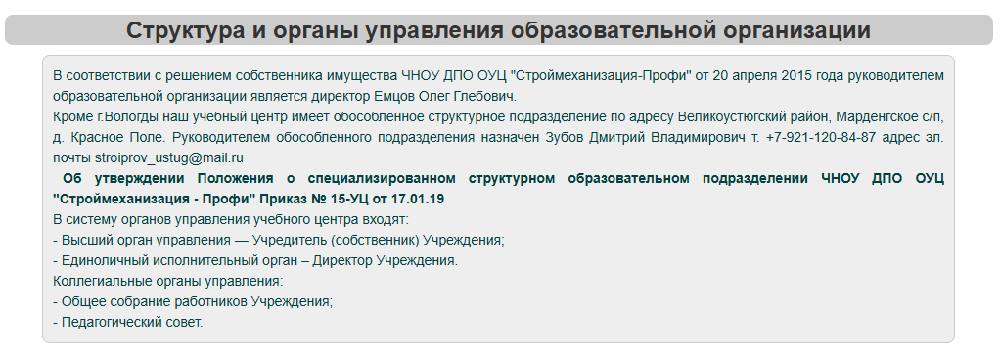 Структура и органы управления образовательной организации
В соответствии с решением собственника имущества ЧНОУ ДПО ОУЦ "Строймеханизация-Профи" от 20 апреля 2015 года руководителем
образовательной организации является директор Емцов Олег Глебович.
Кроме г.Вологды наш учебный центр имеет обособленное структурное подразделение по адресу Великоустюгский район, Марденгское с/п,
д. Красное Поле. Руководителем обособленного подразделения назначен Зубов Дмитрий Владимирович т. +7-921-120-84-87 адрес эл.
почты stroiprov_ustug@mail.ru
Об утверждении Положения о специализированном структурном образовательном подразделении ЧНОУ ДПО ОУЦ
"Строймеханизация - Профи" Приказ № 15-УЦ от 17.01.19
В систему органов управления учебного центра входят:
- Высший орган управления — Учредитель (собственник) Учреждения;
- Единоличный исполнительный орган – Директор Учреждения.
Коллегиальные органы управления:
- Общее собрание работников Учреждения;
- Педагогический совет.